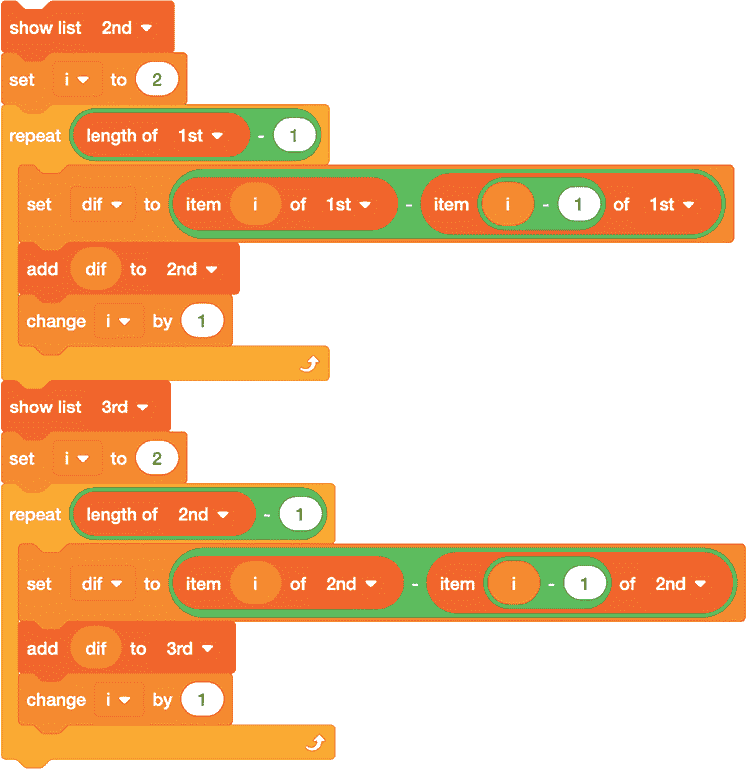 show list 2nd
set i to 2
repeat length of 1st - 1
set dif to item i of 1st - item i - 1 of 1st
add dif to 2nd
change i by 1
show list 3rd
set i to 2
repeat length of 2nd - 1
set dif to item i of 2nd - item i - 1 of 2nd
add dif to 3rd
change i by 1